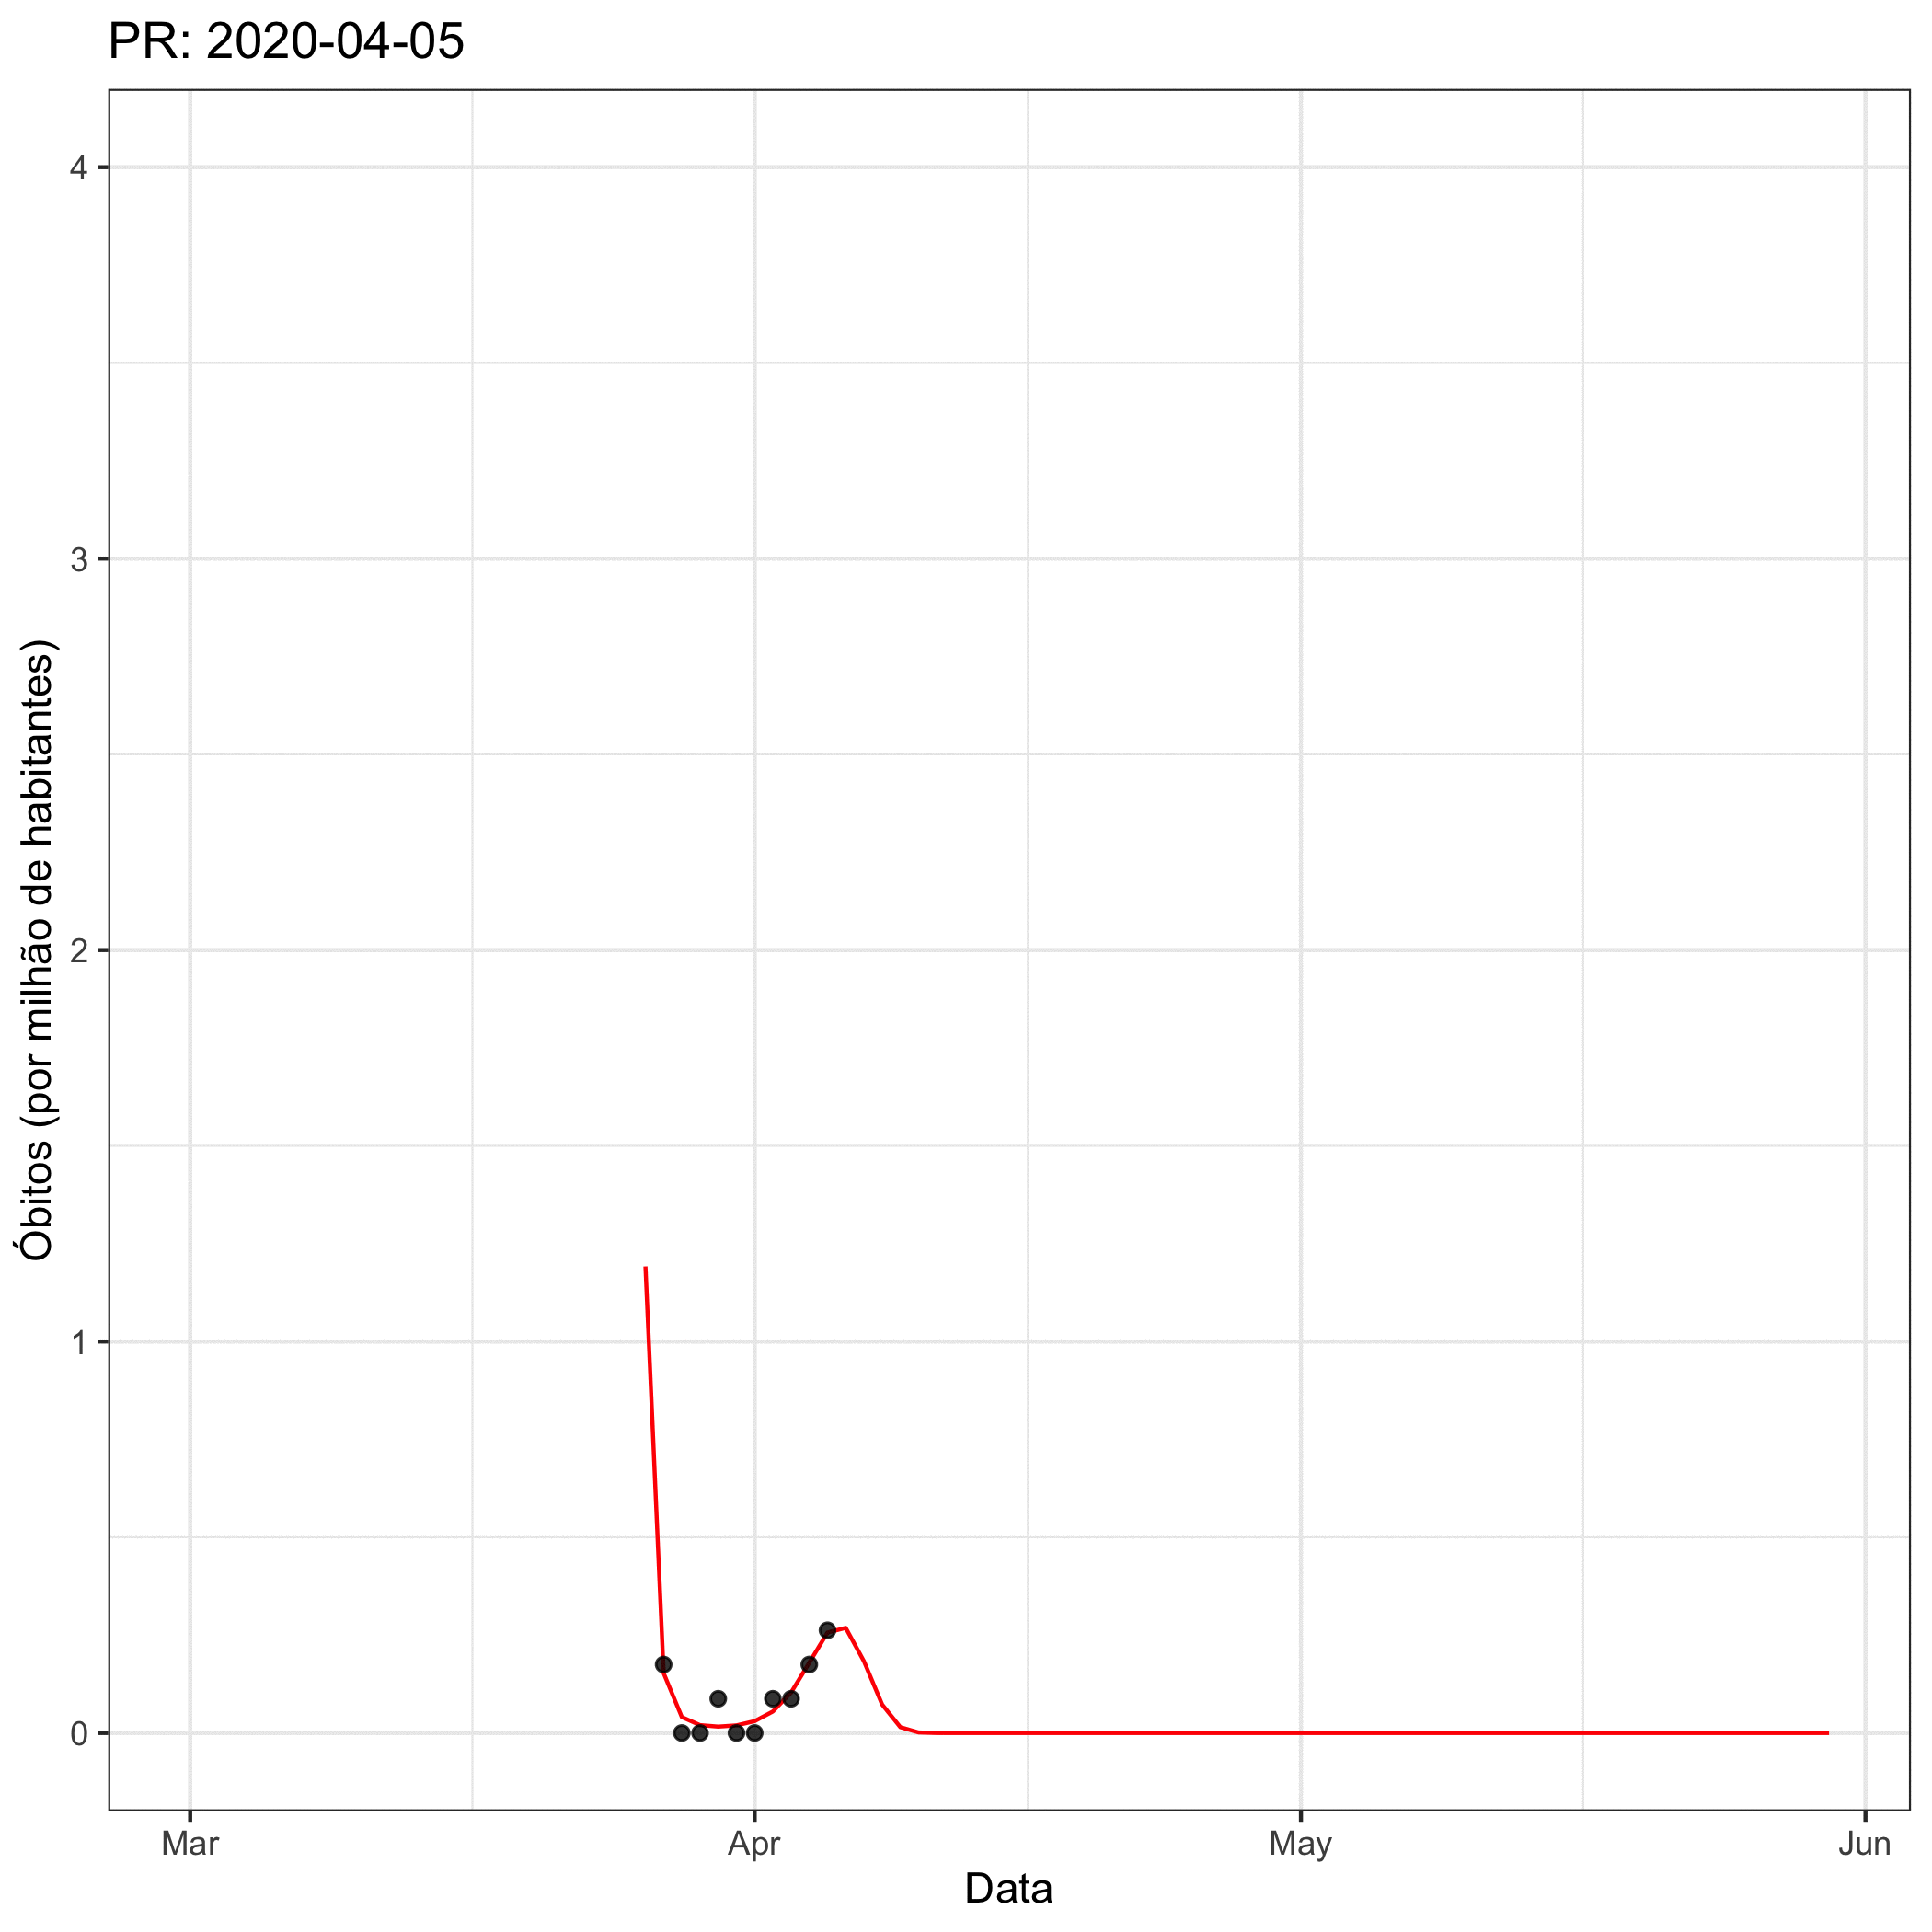 PR: 2020-04-05
Óbitos (por milhão de habitantes)
4
3
2
1
0
Mar Apr May Jun
Data